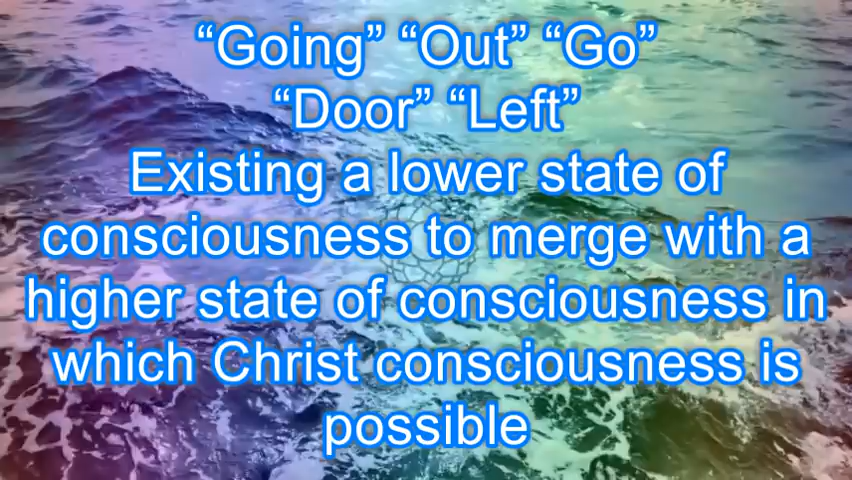 “Going” “Out” “Go”
“Door” “Left”
Existing a lower state of
consciousness to merge with a
higher state of consciousness in
which Christ consciousness is
possible